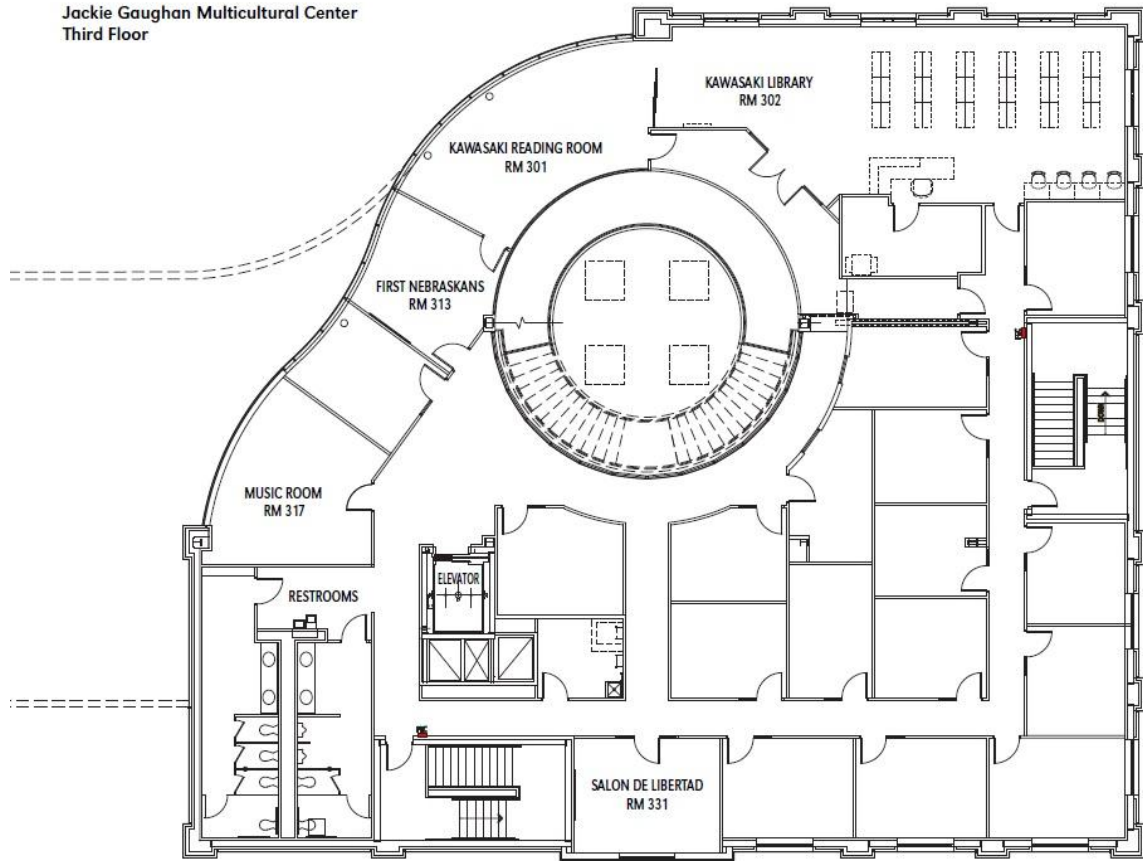 Jackie Gaughan Multicultural Center
Third Floor
KAWASAKI LIBRARY
RM 302
KAWASAKI READING ROOM
RM 301
FIRST NEBRASKANS
RM 313
DOWN
MUSIC ROOM
RM 317
ELEVATOR
RESTROOMS
SALON DE LIBERTAD
RM 331